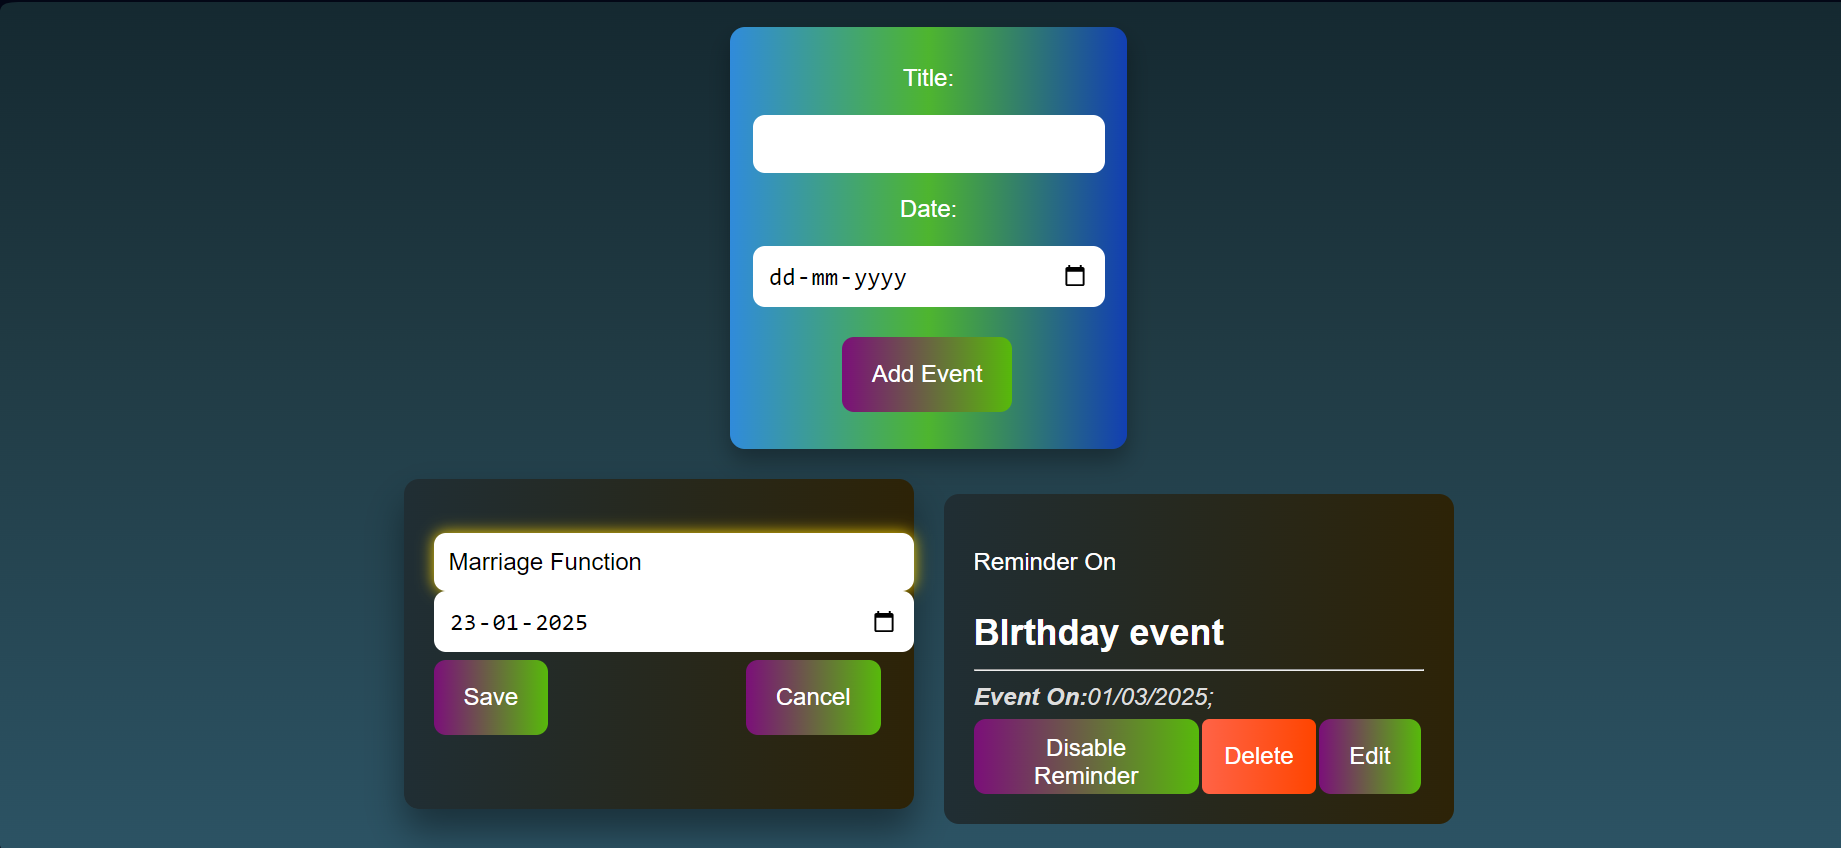 Title:
Date:
dd-mm-yyyy
Add Event
Marriage Function
23-01-2025
Save
Cancel
Reminder On
BIrthday event
Event On:01/03/2025;
Disable
Reminder
Delete
Edit